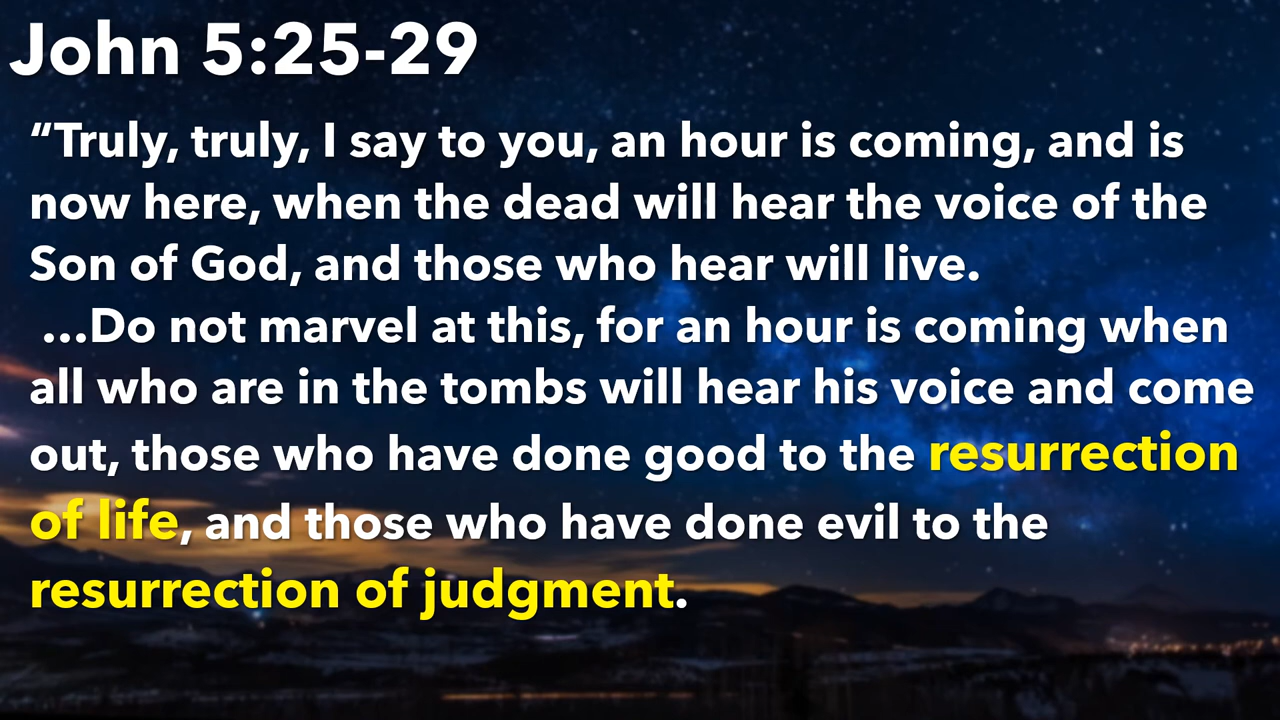 John 5:25-29
“Truly, truly, I say to you, an hour is coming, and is
now here, when the dead will hear the voice of the
Son of God, and those who hear will live.
…Do not marvel at this, for an hour is coming when
all who are in the tombs will hear his voice and come
out, those who have done good to the resurrection
of life, and those who have done evil to the
resurrection of judgment.